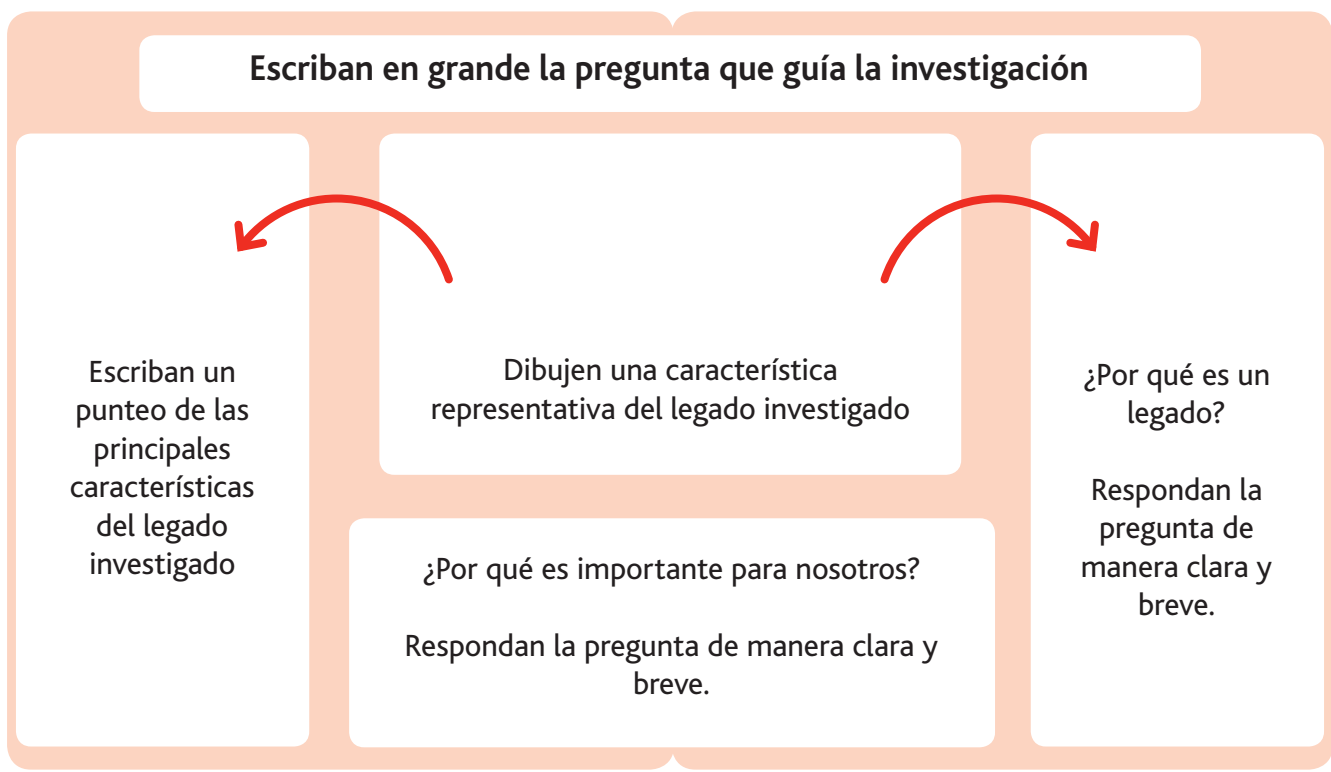 Escriban en grande la pregunta que guía la investigación
Escriban un
punteo de las
principales
características
del legado
investigado
Dibujen una característica
representativa del legado investigado
¿Por qué es importante para nosotros?
Respondan la pregunta de manera clara y
breve.
¿Por qué es un
legado?
Respondan la
pregunta de
manera clara y
breve.